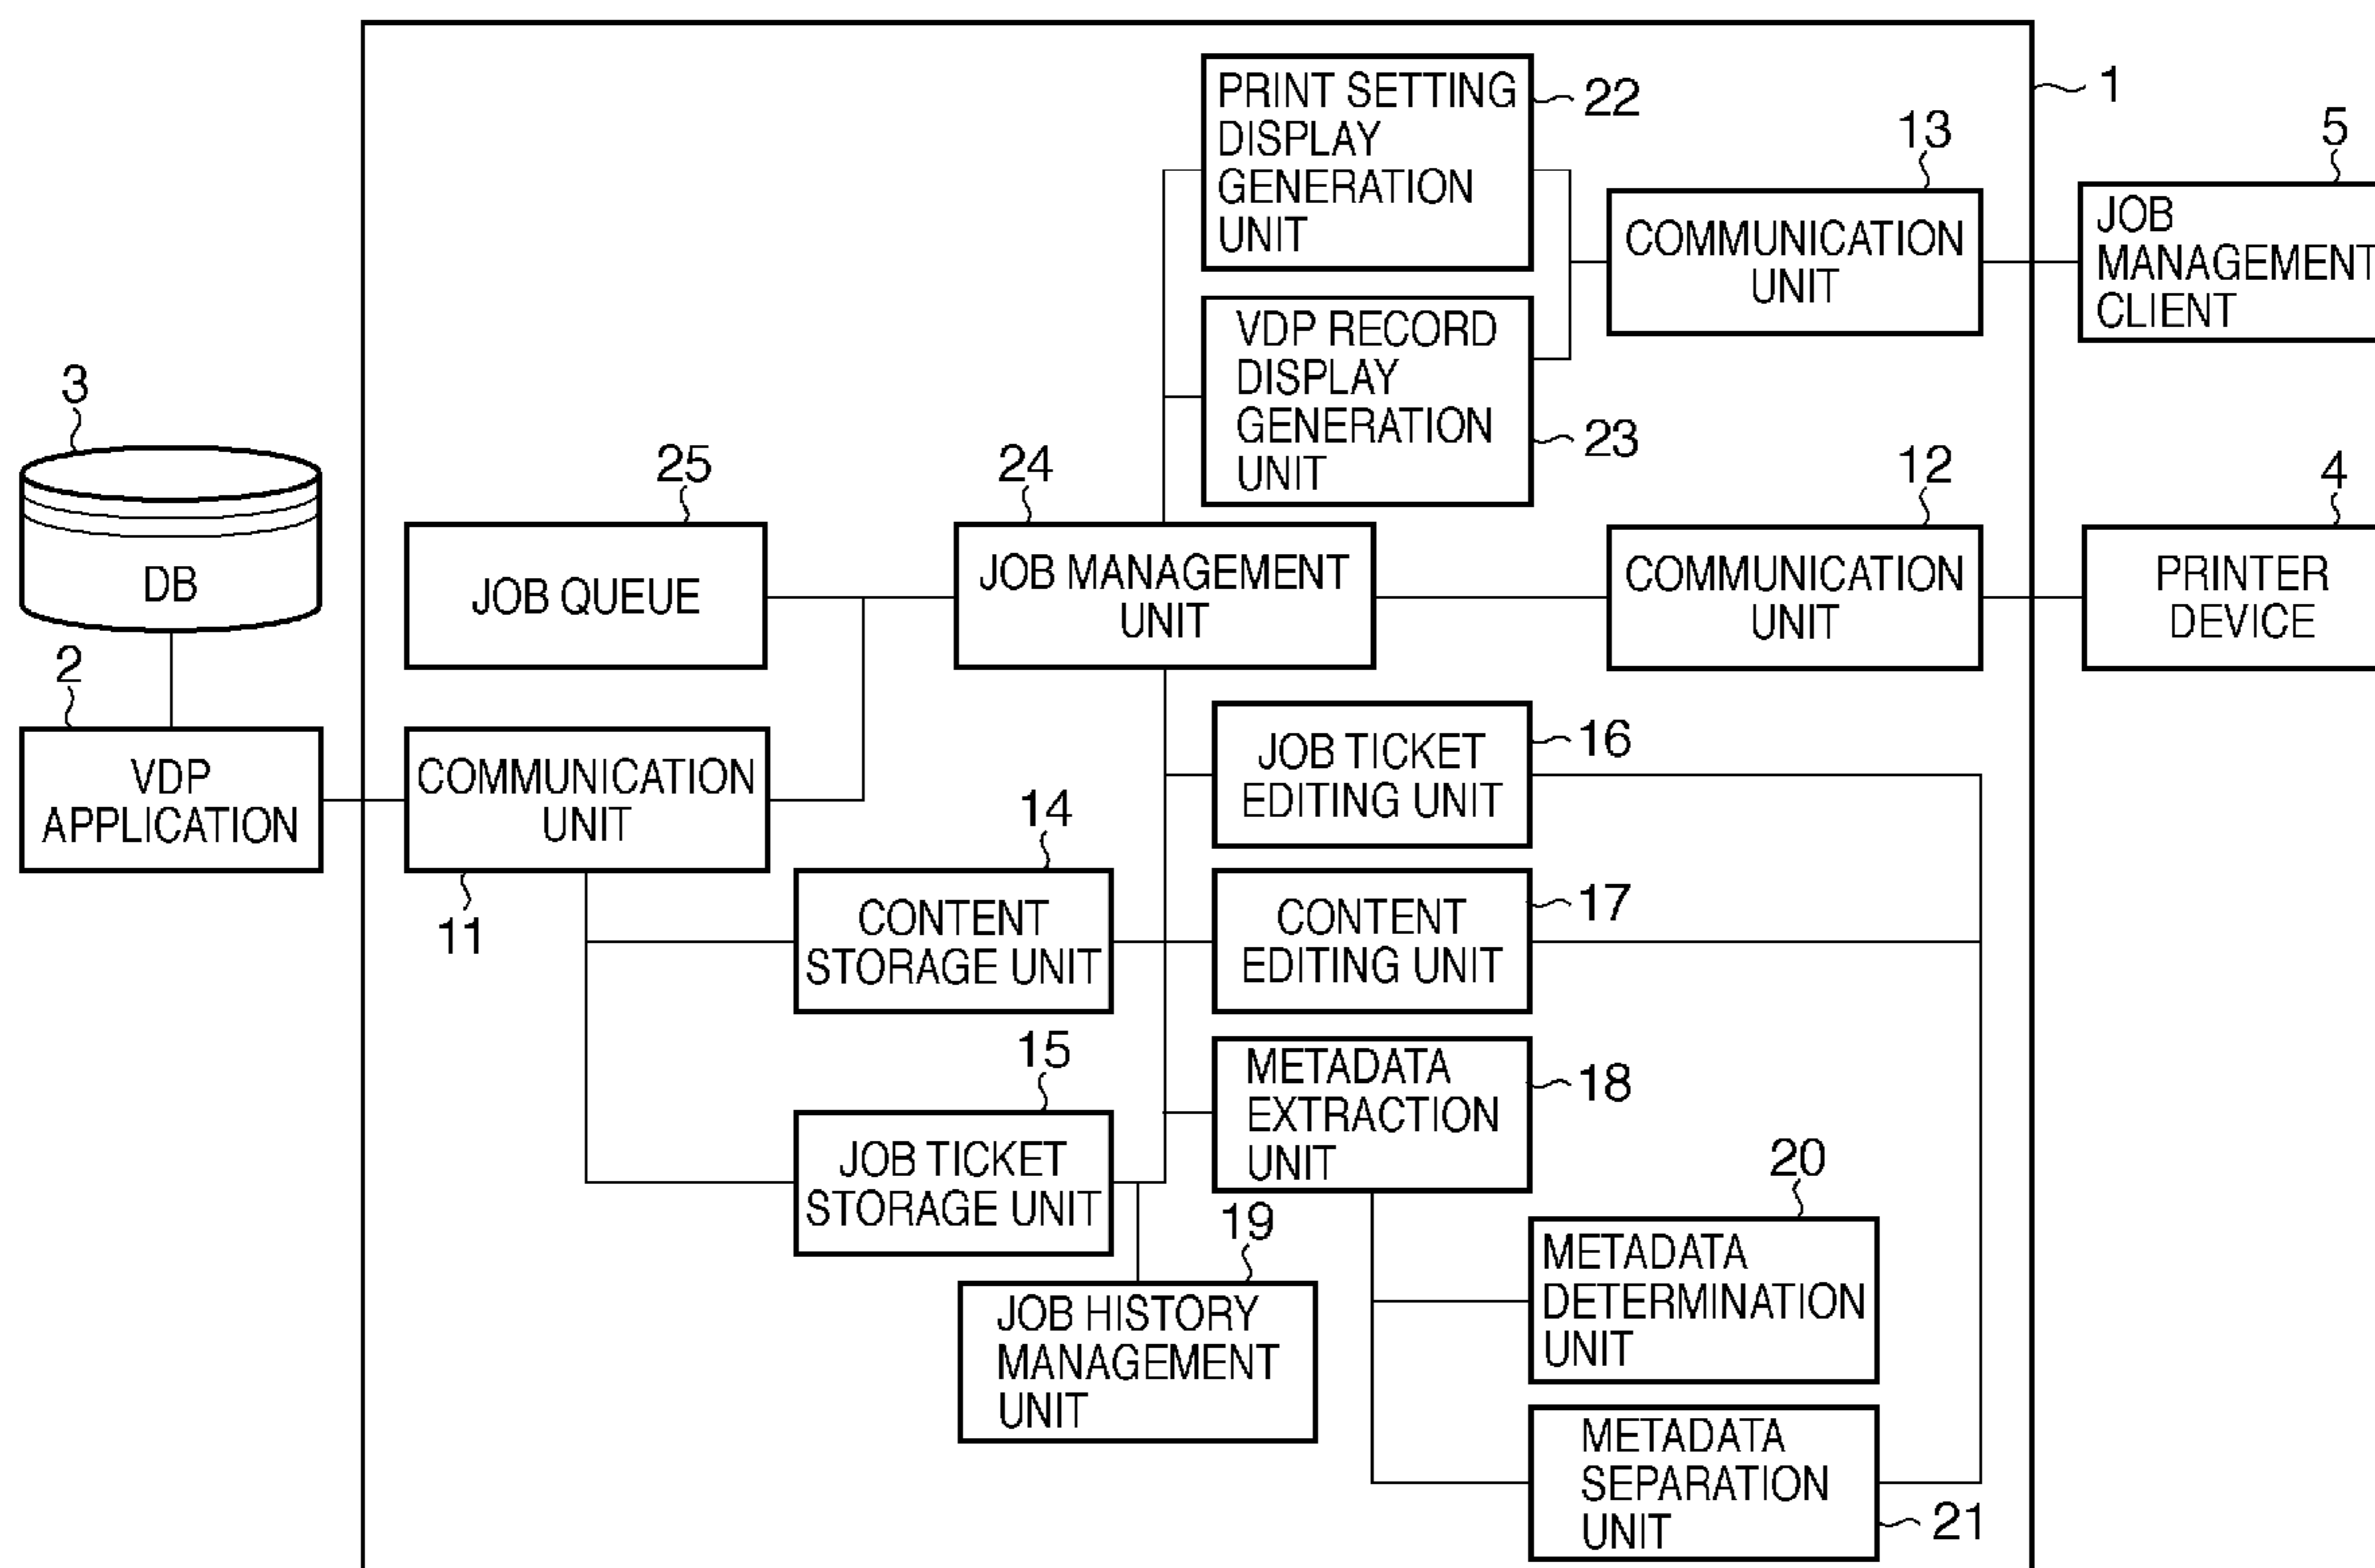 PRINT SETTING
DISPLAY
GENERATION
UNIT
22
1
13
5
COMMUNICATION
UNIT
JOB
MANAGEMENT
CLIENT
VDP RECORD
DISPLAY
GENERATION
UNIT
23
3
DB
25
24
12
4
JOB QUEUE
JOB MANAGEMENT
UNIT
COMMUNICATION
UNIT
PRINTER
DEVICE
2
VDP
APPLICATION
COMMUNICATION
UNIT
11
JOB TICKET
EDITING UNIT
16
14
CONTENT
STORAGE UNIT
CONTENT
EDITING UNIT
17
15
JOB TICKET
STORAGE UNIT
METADATA
EXTRACTION
UNIT
18
19
JOB HISTORY
MANAGEMENT
UNIT
20
METADATA
DETERMINATION
UNIT
METADATA
SEPARATION
UNIT
21